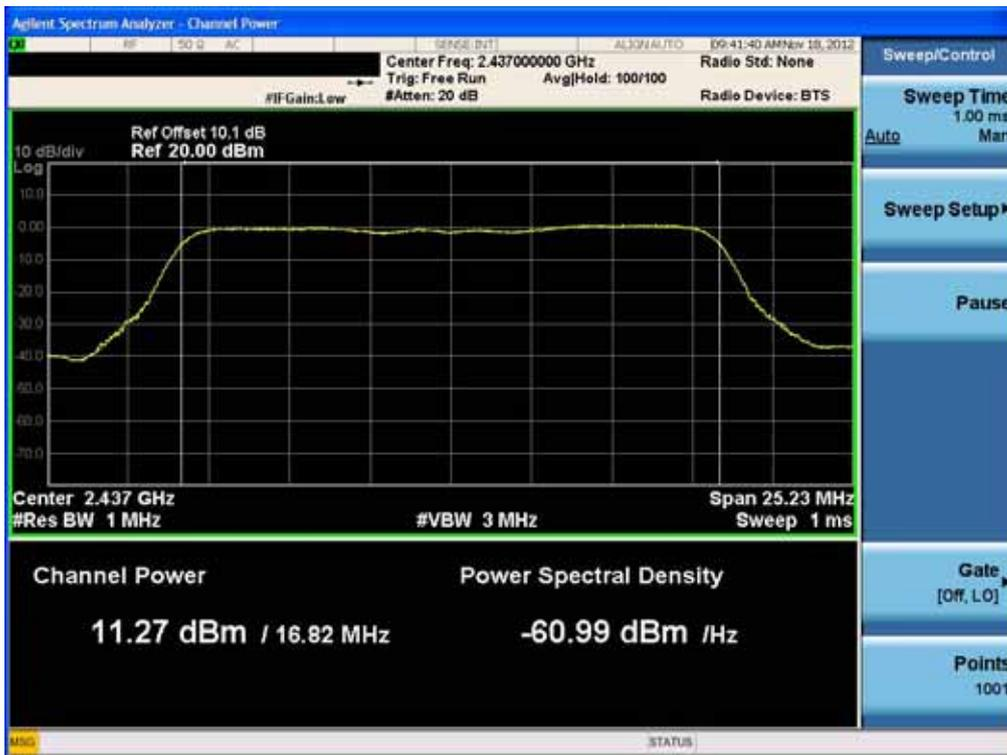 Agilent Spectrum Analyzer - Channel Power
RF 50 Ω AC SENSE:INT ALIGN AUTO 09:41:40 AM Nov 18, 2012
Center Freq: 2.437000000 GHz Radio Std: None
Trig: Free Run Avg|Hold: 100/100
#IFGain:Low #Atten: 20 dB Radio Device: BTS
Ref Offset 10.1 dB
10 dB/div Ref 20.00 dBm
Log
10.0
0.00
-10.0
-20.0
-30.0
-40.0
-50.0
-60.0
-70.0
Center 2.437 GHz Span 25.23 MHz
#Res BW 1 MHz #VBW 3 MHz Sweep 1 ms
Channel Power Power Spectral Density
11.27 dBm / 16.82 MHz -60.99 dBm /Hz
MSG STATUS
Sweep/Control
Sweep Time
1.00 ms
Auto Man
Sweep Setup
Pause
Gate
[Off, LO]
Points
1001